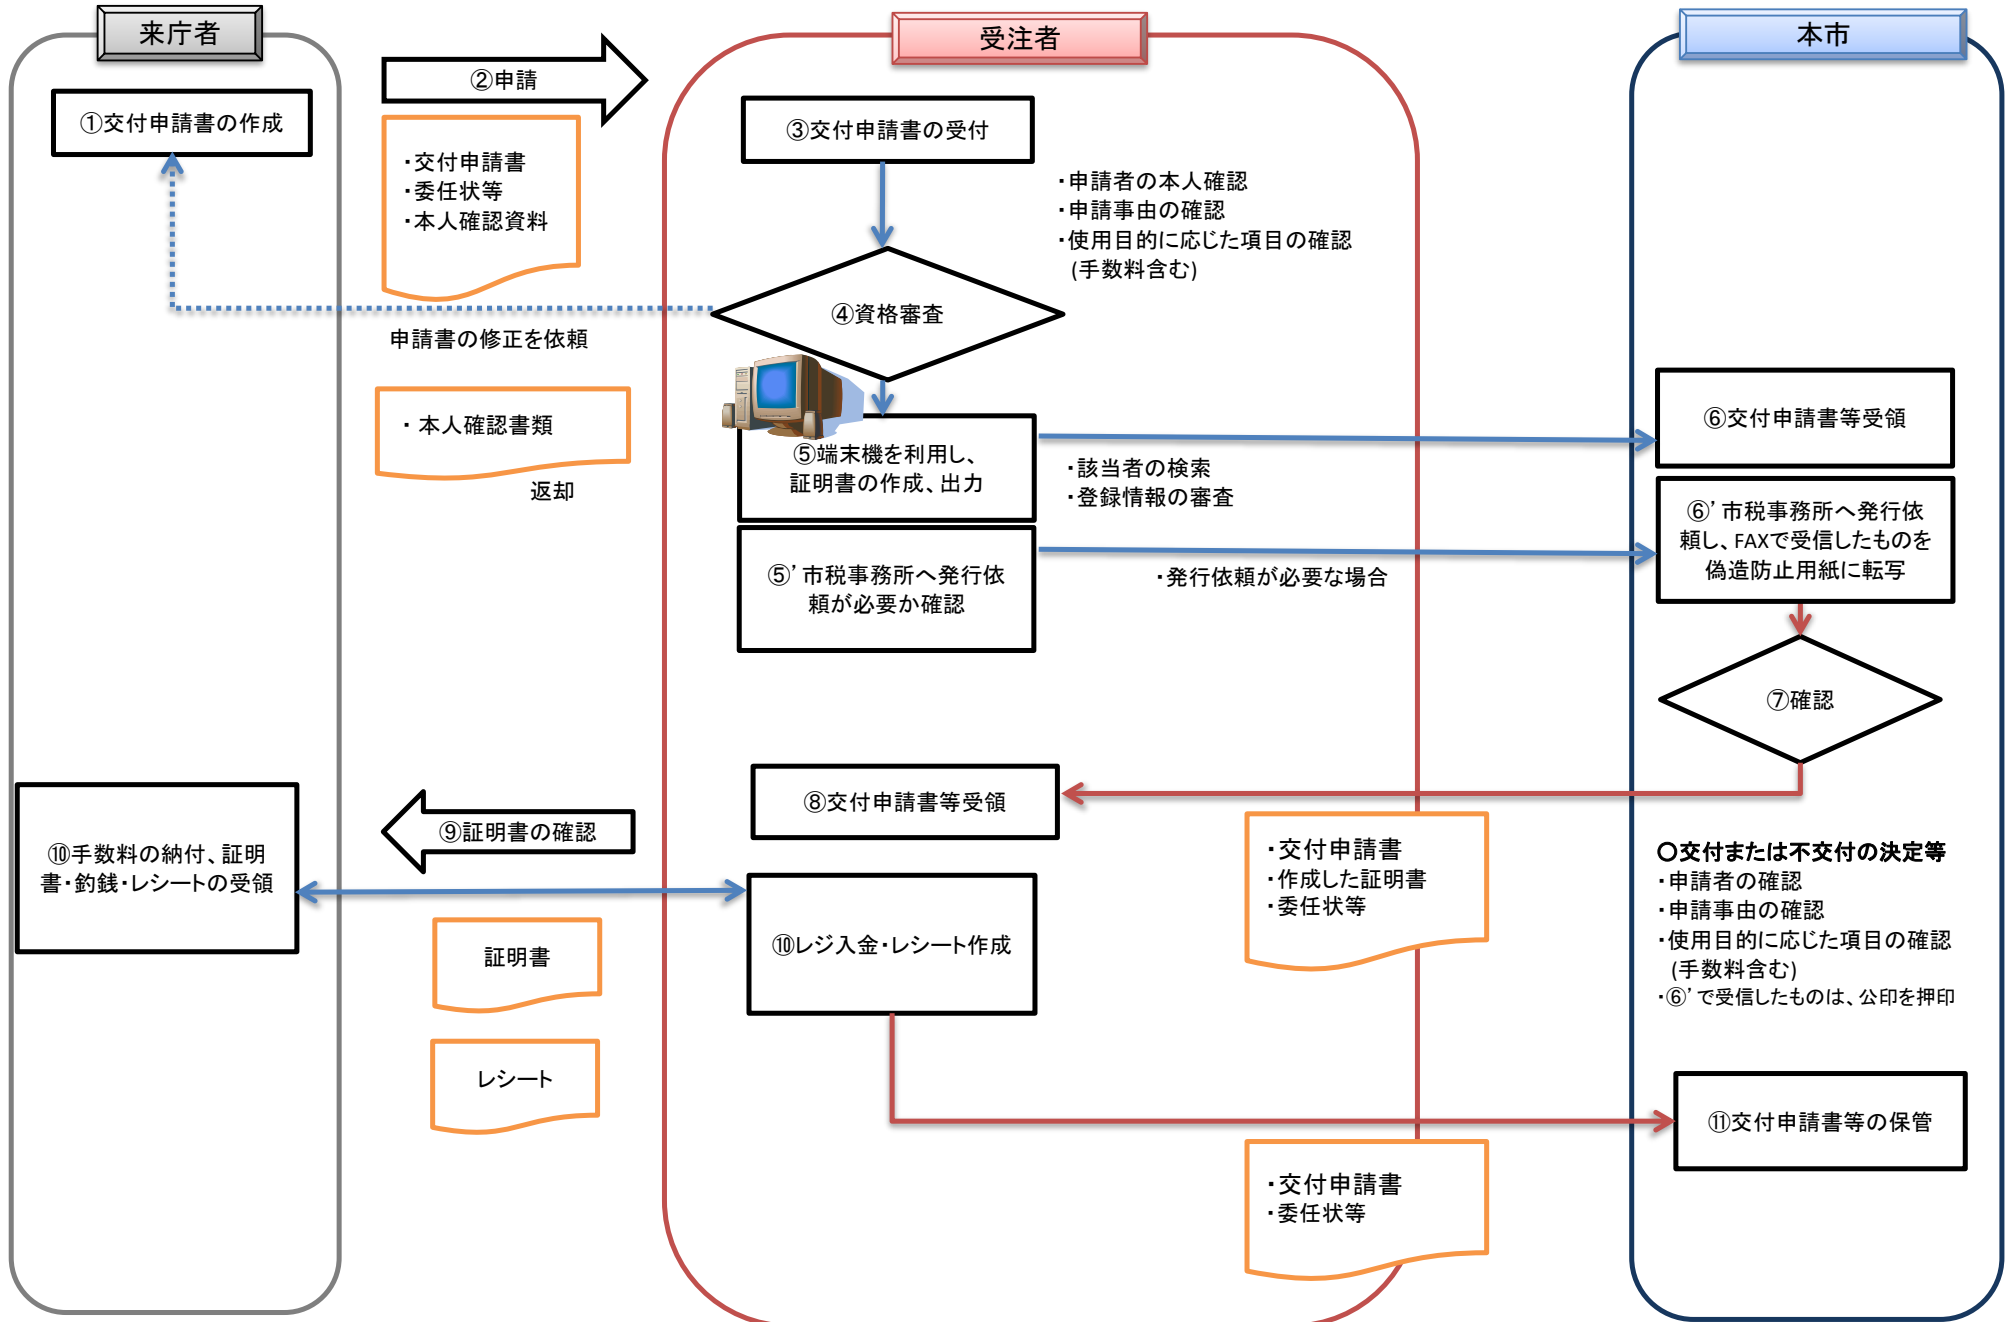 来庁者
受注者
本市
①交付申請書の作成
②申請
・交付申請書
・委任状等
・本人確認資料
③交付申請書の受付
・申請者の本人確認
・申請事由の確認
・使用目的に応じた項目の確認
(手数料含む)
④資格審査
申請書の修正を依頼
・本人確認書類
返却
⑤端末機を利用し、
証明書の作成、出力
・該当者の検索
・登録情報の審査
⑥交付申請書等受領
⑤’市税事務所へ発行依
頼が必要か確認
・発行依頼が必要な場合
⑥’市税事務所へ発行依
頼し、FAXで受信したものを
偽造防止用紙に転写
⑦確認
⑧交付申請書等受領
⑨証明書の確認
・交付申請書
・作成した証明書
・委任状等
〇交付または不交付の決定等
・申請者の確認
・申請事由の確認
・使用目的に応じた項目の確認
(手数料含む)
・⑥’で受信したものは、公印を押印
⑩手数料の納付、証明
書・釣銭・レシートの受領
⑩レジ入金・レシート作成
証明書
レシート
⑪交付申請書等の保管
・交付申請書
・委任状等